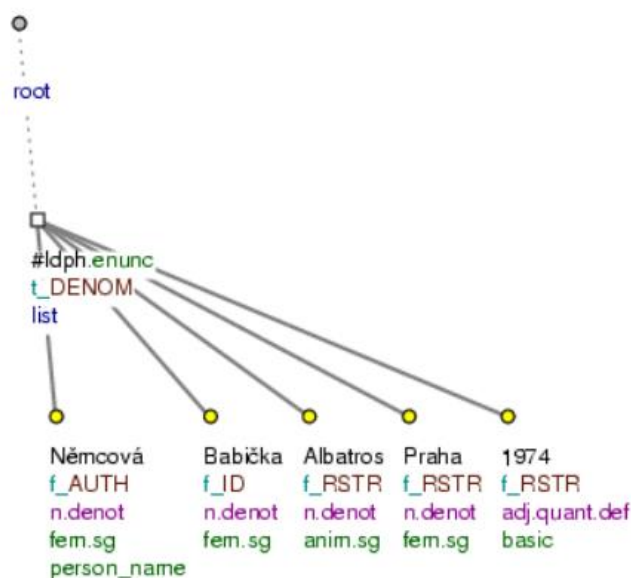 root
#Idph.enunc
t_DENOM
list
Němcová Babička Albatros Praha 1974
f_AUTH f_ID f_RSTR f_RSTR f_RSTR
n.denot n.denot n.denot n.denot adj.quant.def
fem.sg fem.sg anim.sg fem.sg basic
person_name